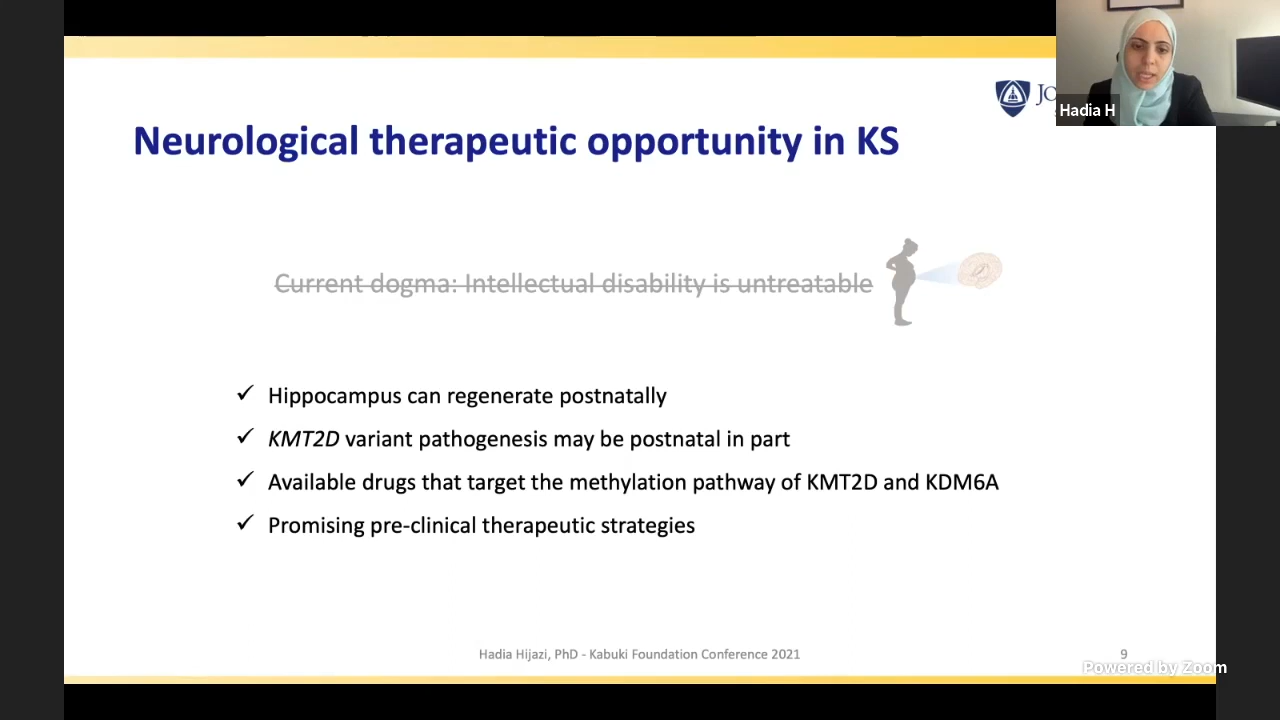 Hadia H
Neurological therapeutic opportunity in KS
Current dogma: Intellectual disability is untreatable
✓ Hippocampus can regenerate postnatally
✓ KMT2D variant pathogenesis may be postnatal in part
✓ Available drugs that target the methylation pathway of KMT2D and KDM6A
✓ Promising pre-clinical therapeutic strategies
Hadia Hijazi, PhD - Kabuki Foundation Conference 2021
9
Powered by Zoom